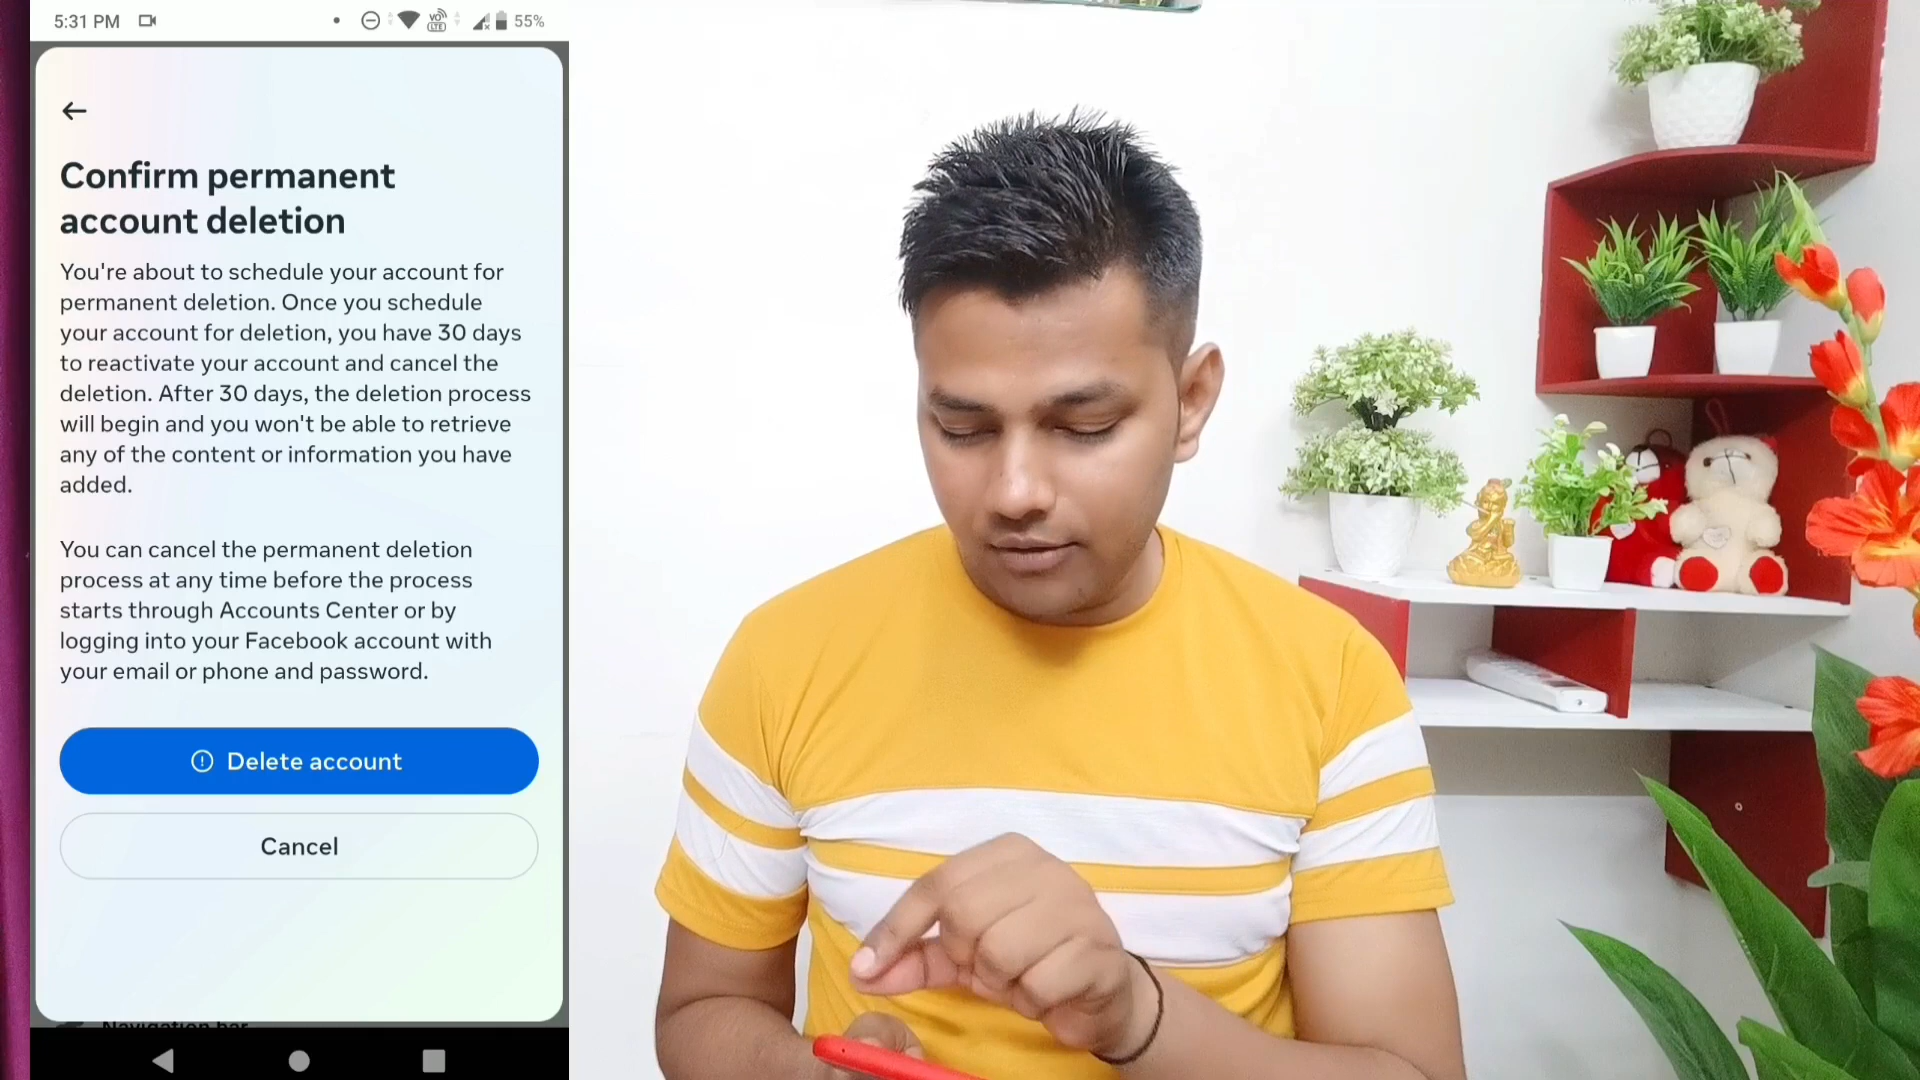 5:31 PM
VO LTE
55%
Confirm permanent
account deletion
You're about to schedule your account for
permanent deletion. Once you schedule
your account for deletion, you have 30 days
to reactivate your account and cancel the
deletion. After 30 days, the deletion process
will begin and you won't be able to retrieve
any of the content or information you have
added.
You can cancel the permanent deletion
process at any time before the process
starts through Accounts Center or by
logging into your Facebook account with
your email or phone and password.
Delete account
Cancel
Navigation bar